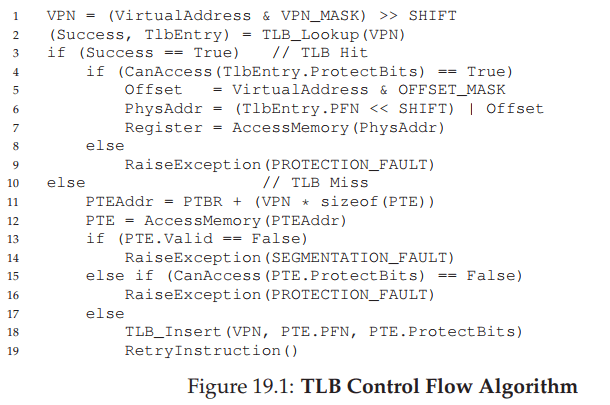 1 VPN = (VirtualAddress & VPN_MASK) >> SHIFT
2 (Success, TlbEntry) = TLB_Lookup(VPN)
3 if (Success == True) // TLB Hit
4 if (CanAccess(TlbEntry.ProtectBits) == True)
5 Offset = VirtualAddress & OFFSET_MASK
6 PhysAddr = (TlbEntry.PFN << SHIFT) | Offset
7 Register = AccessMemory(PhysAddr)
8 else
9 RaiseException(PROTECTION_FAULT)
10 else // TLB Miss
11 PTEAddr = PTBR + (VPN * sizeof(PTE))
12 PTE = AccessMemory(PTEAddr)
13 if (PTE.Valid == False)
14 RaiseException(SEGMENTATION_FAULT)
15 else if (CanAccess(PTE.ProtectBits) == False)
16 RaiseException(PROTECTION_FAULT)
17 else
18 TLB_Insert(VPN, PTE.PFN, PTE.ProtectBits)
19 RetryInstruction()
Figure 19.1: TLB Control Flow Algorithm